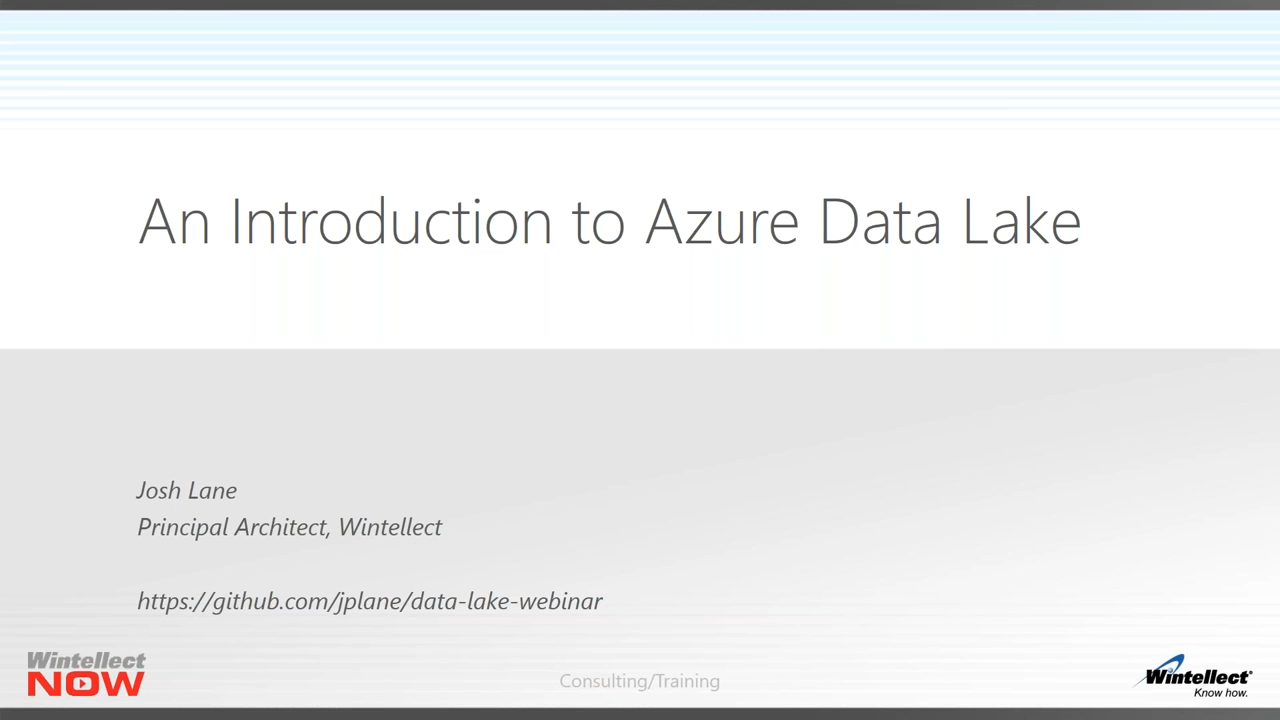 An Introduction to Azure Data Lake
Josh Lane
Principal Architect, Wintellect
https://github.com/jplane/data-lake-webinar
Wintellect
NOW
Consulting/Training
Wintellect®
Know how.